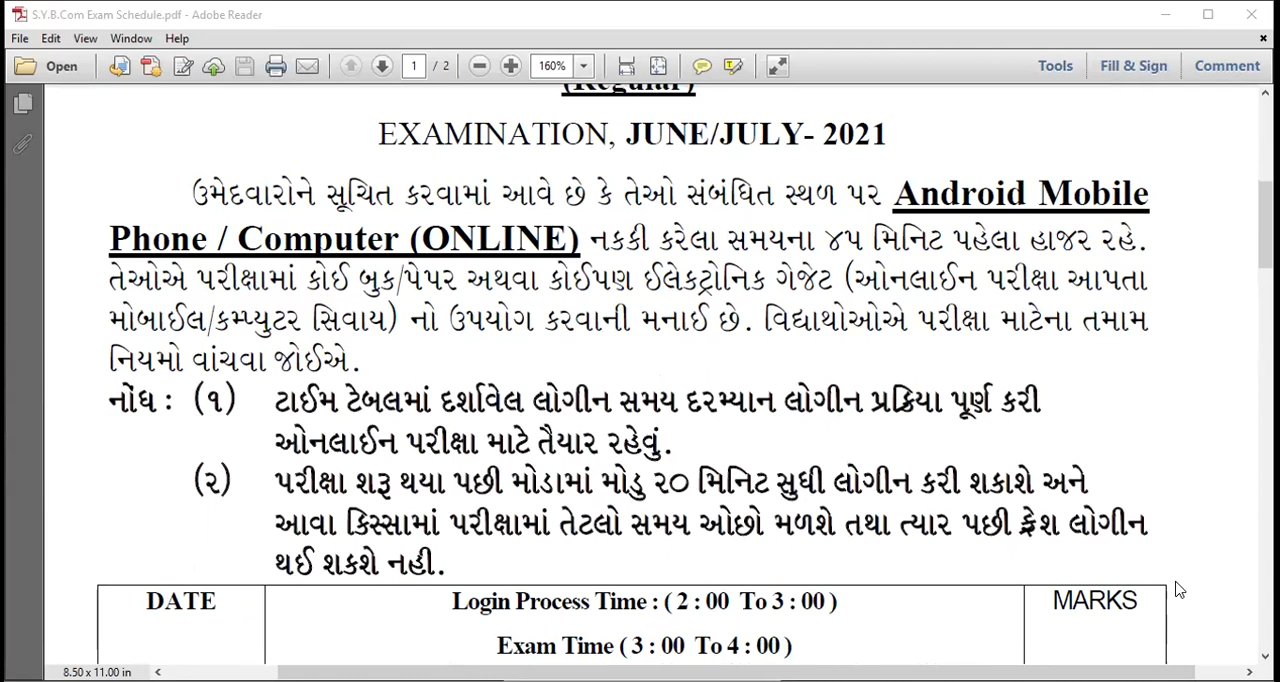 S.Y.B.Com Exam Schedule.pdf - Adobe Reader
File Edit View Window Help
Open 1 / 2 160% Tools Fill & Sign Comment
(Regular)
EXAMINATION, JUNE/JULY- 2021
ઉમેદવારોને સૂચિત કરવામાં આવે છે કે તેઓ સંબંધિત સ્થળ પર Android Mobile
Phone / Computer (ONLINE) નકકી કરેલા સમયના ૪૫ મિનિટ પહેલા હાજર રહે.
તેઓએ પરીક્ષામાં કોઈ બુક/પેપર અથવા કોઈપણ ઈલેક્ટ્રોનિક ગેજેટ (ઓનલાઈન પરીક્ષા આપતા
મોબાઈલ/કમ્પ્યુટર સિવાય) નો ઉપયોગ કરવાની મનાઈ છે. વિદ્યાથોઓએ પરીક્ષા માટેના તમામ
નિયમો વાંચવા જોઈએ.
નોંધ : (૧) ટાઈમ ટેબલમાં દર્શાવેલ લોગીન સમય દરમ્યાન લોગીન પ્રક્રિયા પૂર્ણ કરી
ઓનલાઈન પરીક્ષા માટે તૈયાર રહેવું.
(૨) પરીક્ષા શરૂ થયા પછી મોડામાં મોડુ ૨૦ મિનિટ સુધી લોગીન કરી શકાશે અને
આવા કિસ્સામાં પરીક્ષામાં તેટલો સમય ઓછો મળશે તથા ત્યાર પછી ફ્રેશ લોગીન
થઈ શકશે નહી.
DATE Login Process Time : ( 2 : 00 To 3 : 00 ) MARKS
Exam Time ( 3 : 00 To 4 : 00 )
8.50 x 11.00 in